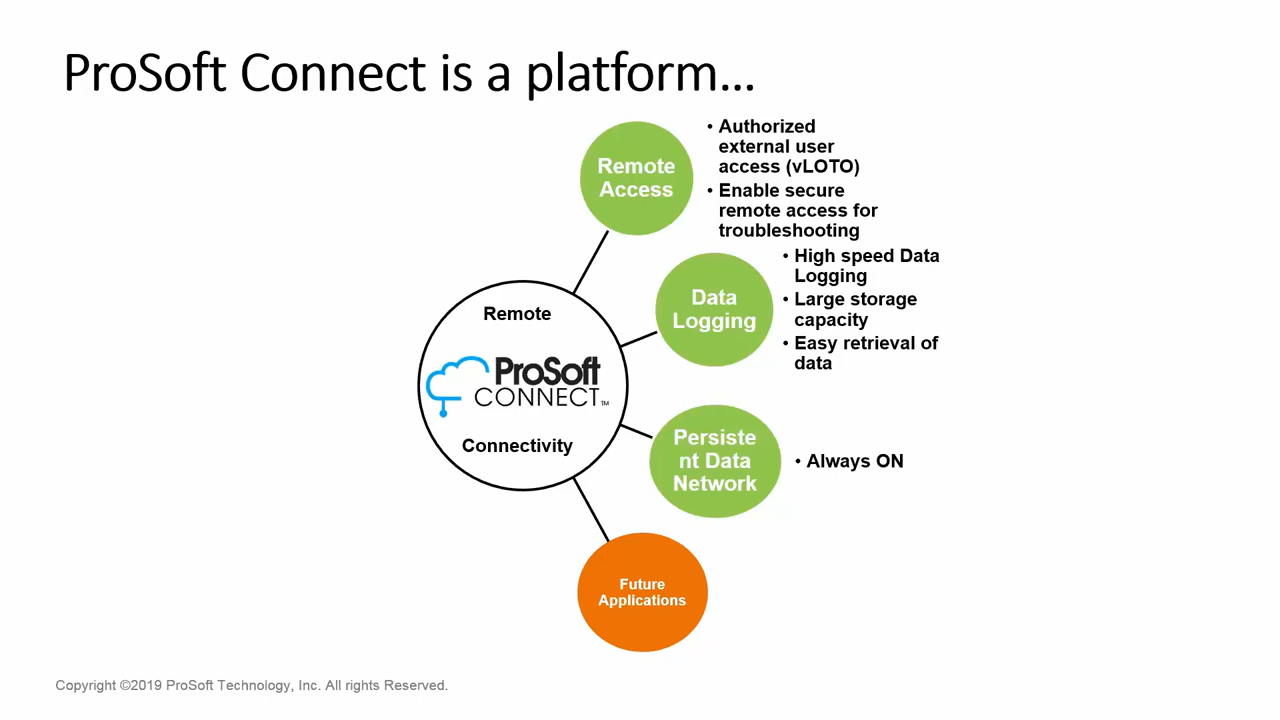 ProSoft Connect is a platform...
Remote
Access
• Authorized
external user
access (vLOTO)
• Enable secure
remote access for
troubleshooting
Data
Logging
• High speed Data
Logging
• Large storage
capacity
• Easy retrieval of
data
Remote
ProSoft
CONNECT™
Connectivity
Persiste
nt Data
Network
• Always ON
Future
Applications
Copyright ©2019 ProSoft Technology, Inc. All rights Reserved.